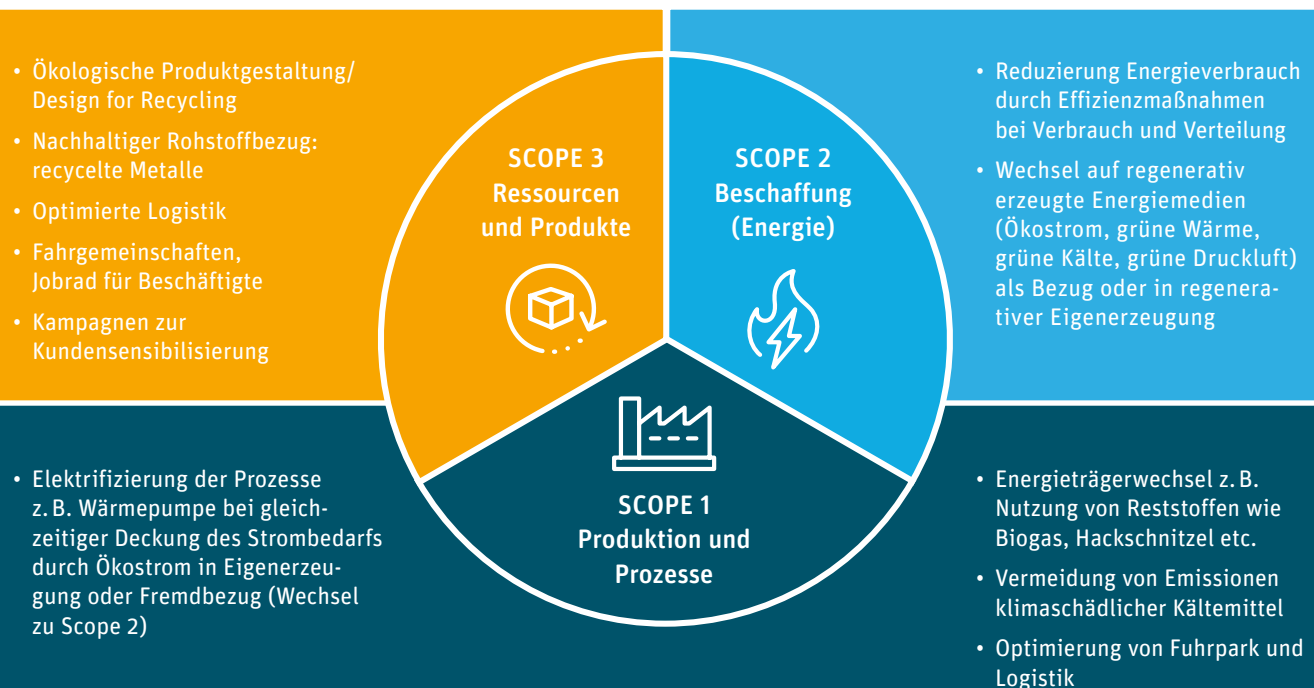 • Ökologische Produktgestaltung/
Design for Recycling
• Nachhaltiger Rohstoffbezug:
recycelte Metalle
• Optimierte Logistik
• Fahrgemeinschaften,
Jobrad für Beschäftigte
• Kampagnen zur
Kundensensibilisierung
SCOPE 3
Ressourcen
und Produkte
SCOPE 2
Beschaffung
(Energie)
• Reduzierung Energieverbrauch
durch Effizienzmaßnahmen
bei Verbrauch und Verteilung
• Wechsel auf regenerativ
erzeugte Energiemedien
(Ökostrom, grüne Wärme,
grüne Kälte, grüne Druckluft)
als Bezug oder in regenera-
tiver Eigenerzeugung
• Elektrifizierung der Prozesse
z. B. Wärmepumpe bei gleich-
zeitiger Deckung des Strombedarfs
durch Ökostrom in Eigenerzeu-
gung oder Fremdbezug (Wechsel
zu Scope 2)
SCOPE 1
Produktion und
Prozesse
• Energieträgerwechsel z. B.
Nutzung von Reststoffen wie
Biogas, Hackschnitzel etc.
• Vermeidung von Emissionen
klimaschädlicher Kältemittel
• Optimierung von Fuhrpark und
Logistik